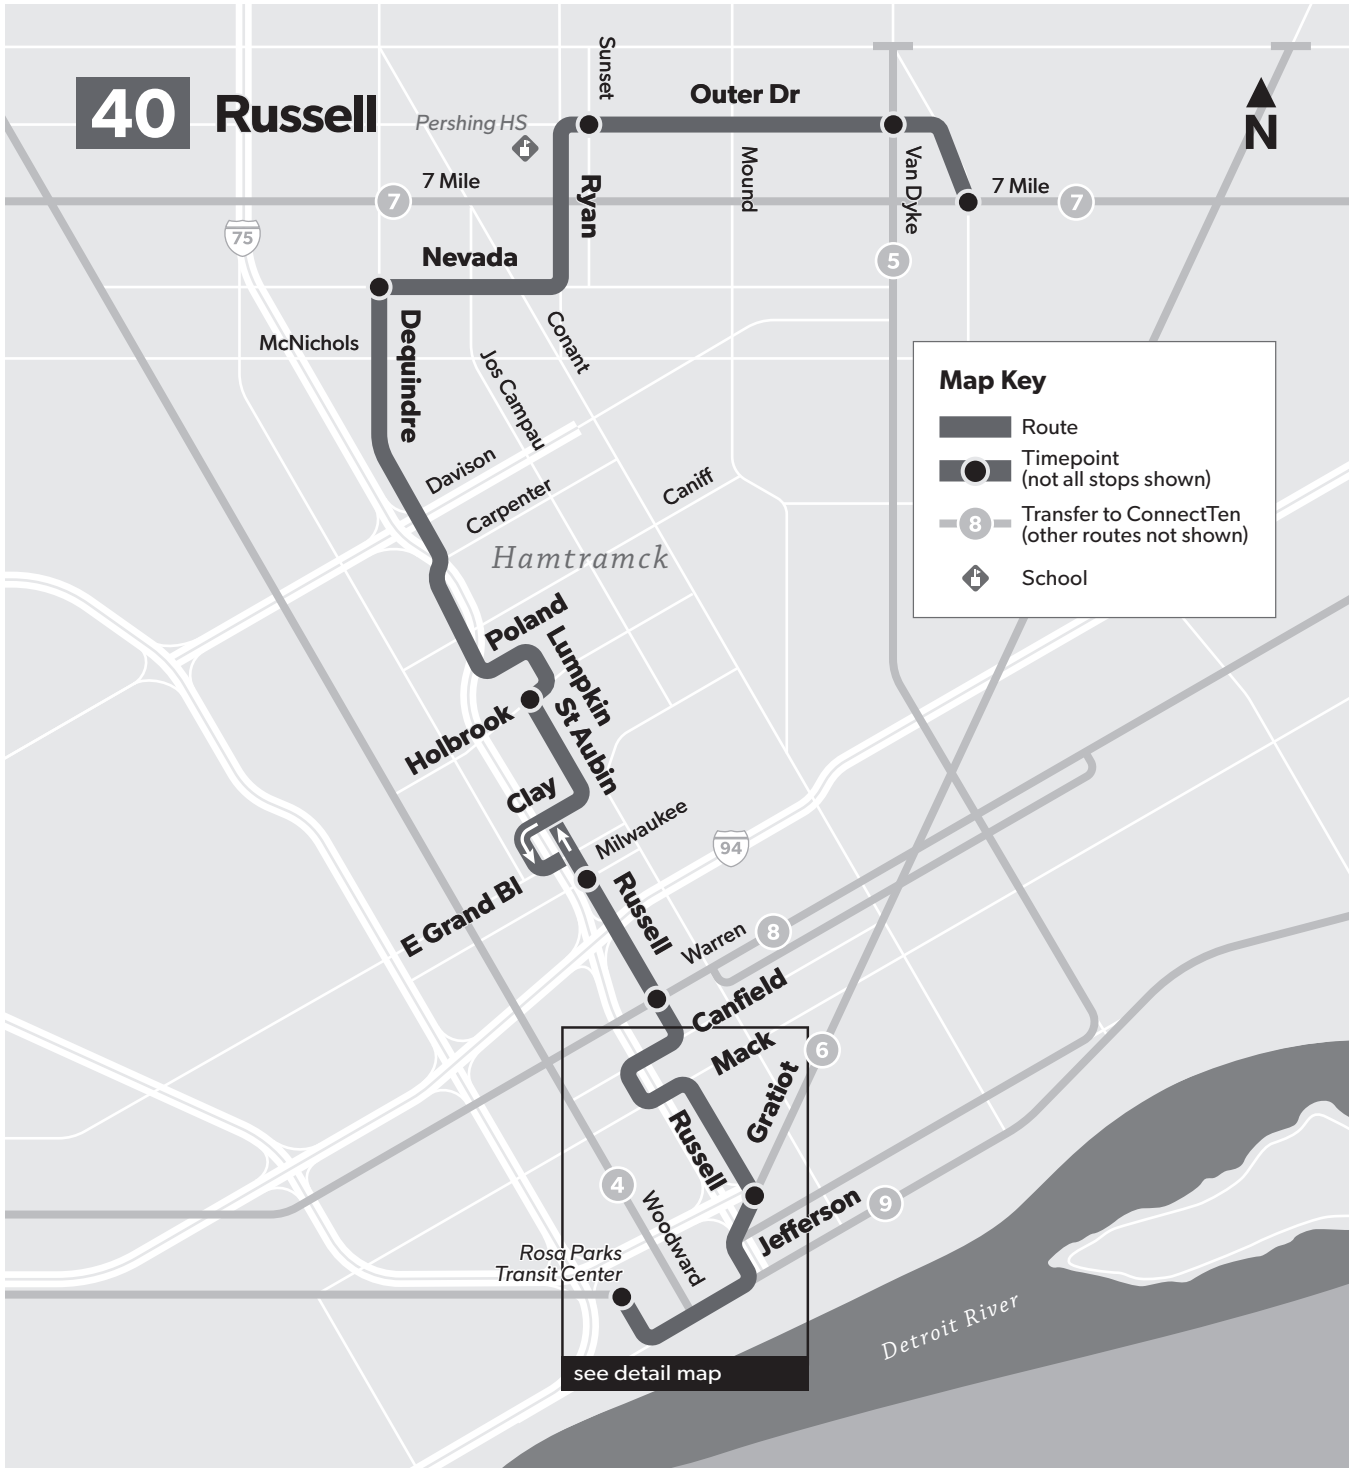 40 Russell
Sunset
Outer Dr
Pershing HS
N
7 Mile
7
Ryan
Mound
Van Dyke
7 Mile
7
75
Nevada
5
McNichols
Dequindre
Conant
Jos Campau
Map Key
Route
Timepoint
(not all stops shown)
8
Transfer to ConnectTen
(other routes not shown)
School
Davison
Carpenter
Caniff
Hamtramck
Poland
Lumpkin
Holbrook
St Aubin
Clay
Milwaukee
94
E Grand Bl
Russell
Warren
8
Canfield
Mack
6
Gratiot
Russell
4
Woodward
Jefferson
9
Rosa Parks
Transit Center
Detroit River
see detail map